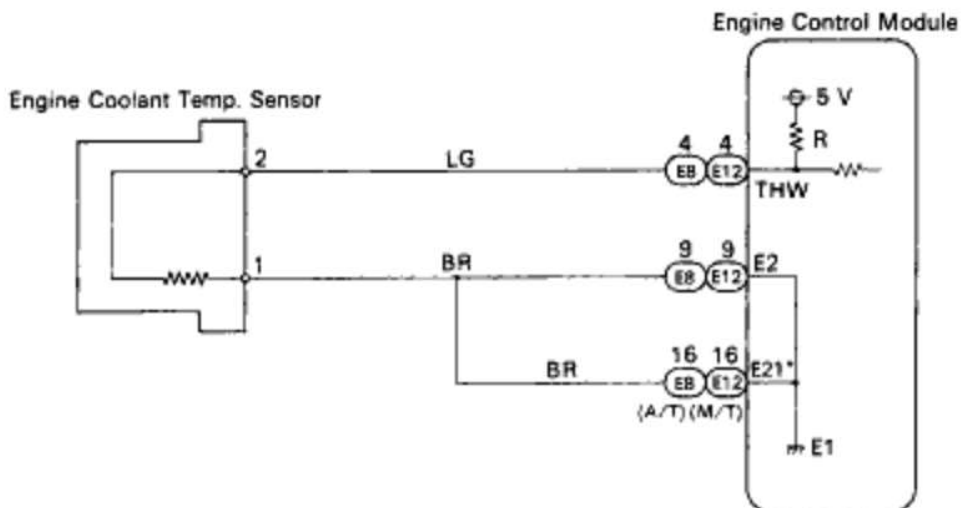 Engine Control Module
Engine Coolant Temp. Sensor
5 V
R
2
LG
4 4
E8 E12
THW
1
BR
9 9
E8 E12
E2
BR
16 16
E8 E12
E21*
(A/T) (M/T)
E1